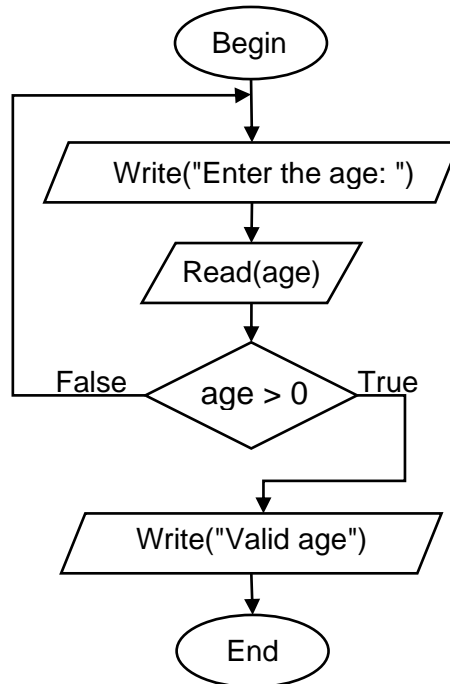 Begin
Write("Enter the age: ")
Read(age)
False
age > 0
True
Write("Valid age")
End